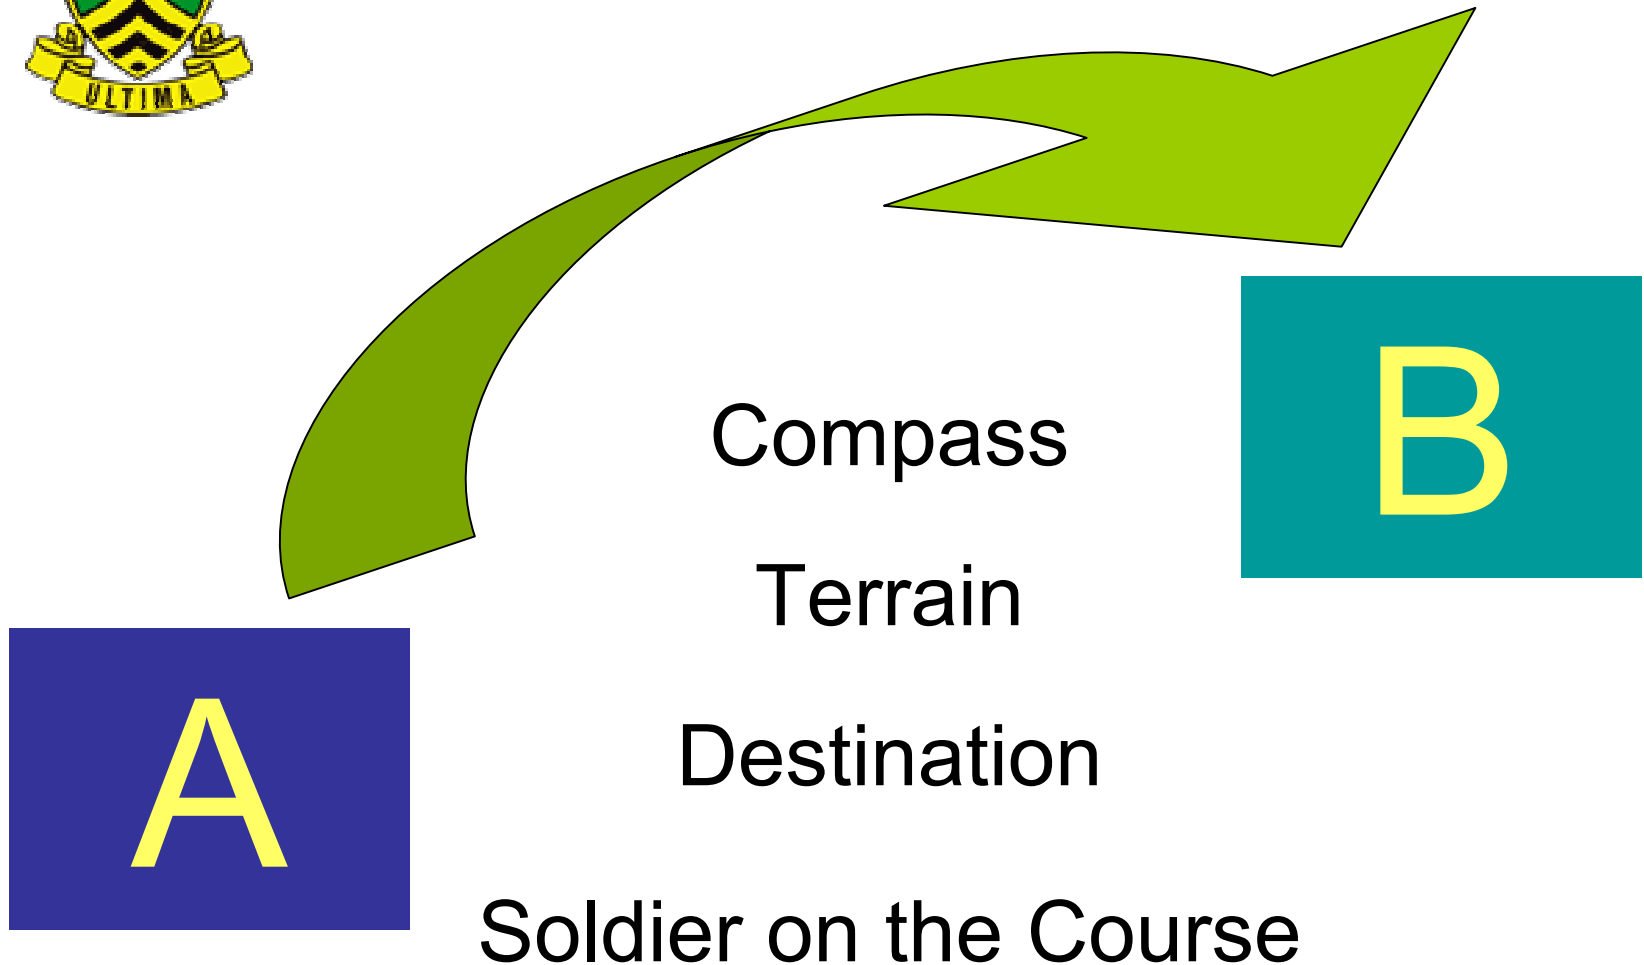 ULTIMA
Compass
B
Terrain
Destination
A
Soldier on the Course